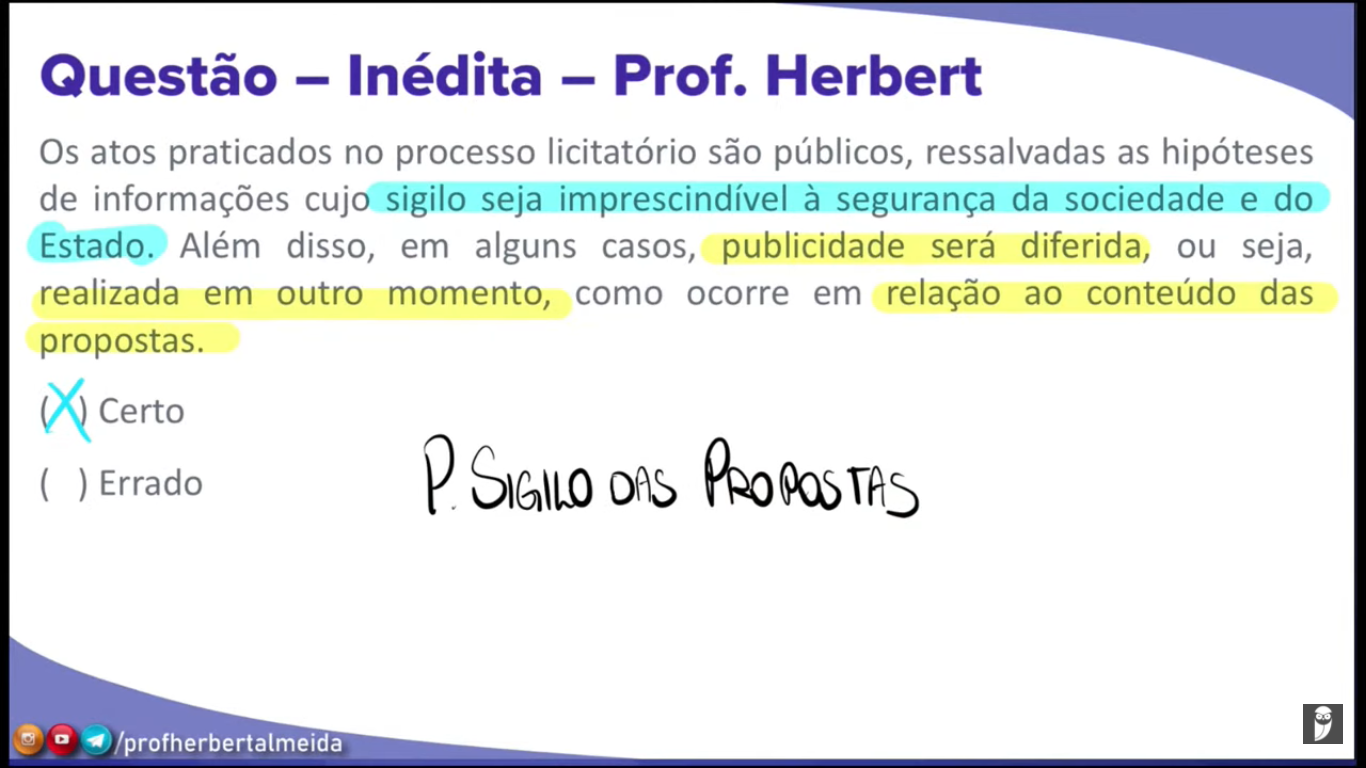 Questão – Inédita – Prof. Herbert
Os atos praticados no processo licitatório são públicos, ressalvadas as hipóteses
de informações cujo sigilo seja imprescindível à segurança da sociedade e do
Estado. Além disso, em alguns casos, publicidade será diferida, ou seja,
realizada em outro momento, como ocorre em relação ao conteúdo das
propostas.
(X) Certo
( ) Errado
P. SIGILO DAS PROPOSTAS
/profherbertalmeida